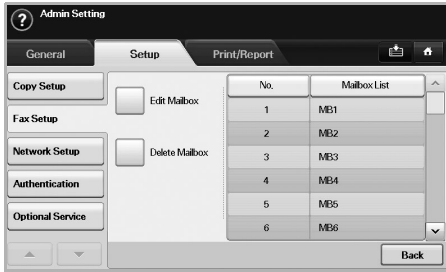 Admin Setting
General
Setup
Print/Report
Copy Setup
Fax Setup
Network Setup
Authentication
Optional Service
Edit Mailbox
Delete Mailbox
No. Mailbox List
1 MB1
2 MB2
3 MB3
4 MB4
5 MB5
6 MB6
Back